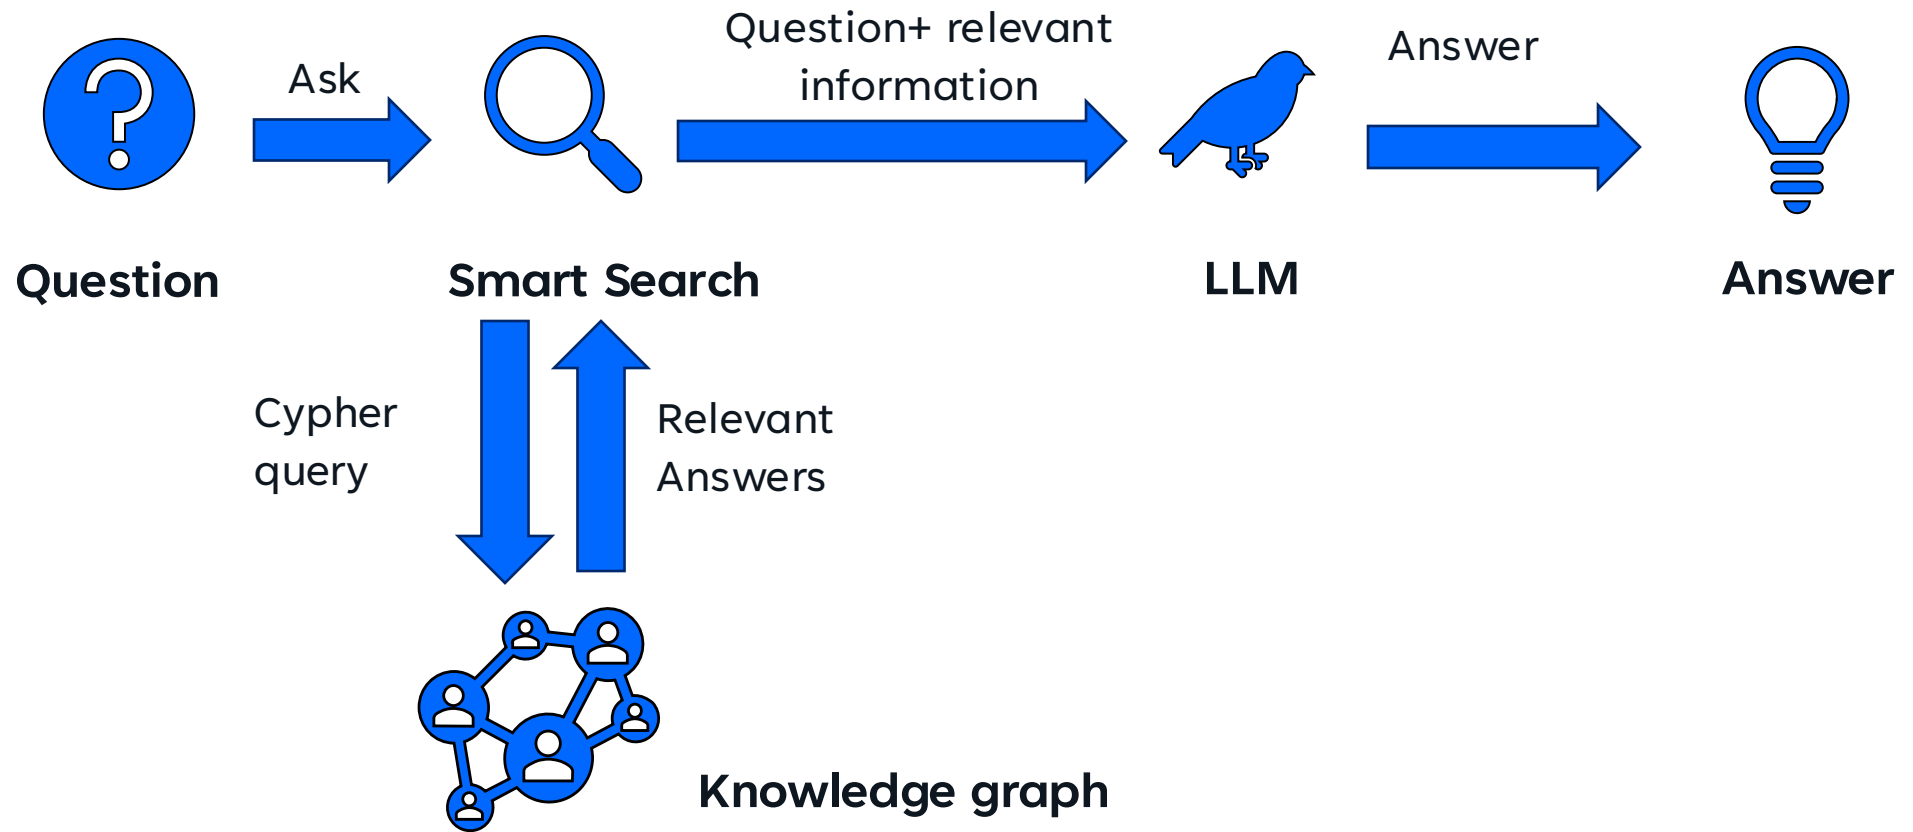 Ask
Question+ relevant
information
Answer
Question
Smart Search
LLM
Answer
Cypher
query
Relevant
Answers
Knowledge graph